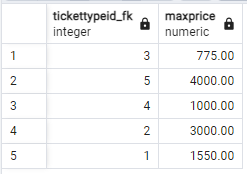 tickettypeid_fk maxprice
integer numeric
1 3 775.00
2 5 4000.00
3 4 1000.00
4 2 3000.00
5 1 1550.00